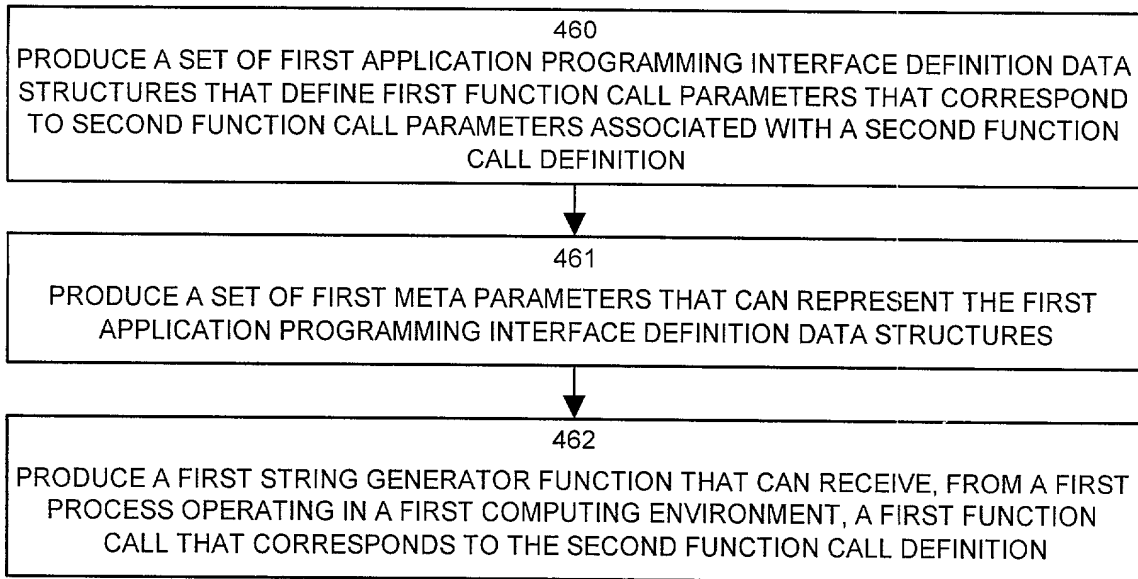 460
PRODUCE A SET OF FIRST APPLICATION PROGRAMMING INTERFACE DEFINITION DATA
STRUCTURES THAT DEFINE FIRST FUNCTION CALL PARAMETERS THAT CORRESPOND
TO SECOND FUNCTION CALL PARAMETERS ASSOCIATED WITH A SECOND FUNCTION
CALL DEFINITION
461
PRODUCE A SET OF FIRST META PARAMETERS THAT CAN REPRESENT THE FIRST
APPLICATION PROGRAMMING INTERFACE DEFINITION DATA STRUCTURES
462
PRODUCE A FIRST STRING GENERATOR FUNCTION THAT CAN RECEIVE, FROM A FIRST
PROCESS OPERATING IN A FIRST COMPUTING ENVIRONMENT, A FIRST FUNCTION
CALL THAT CORRESPONDS TO THE SECOND FUNCTION CALL DEFINITION